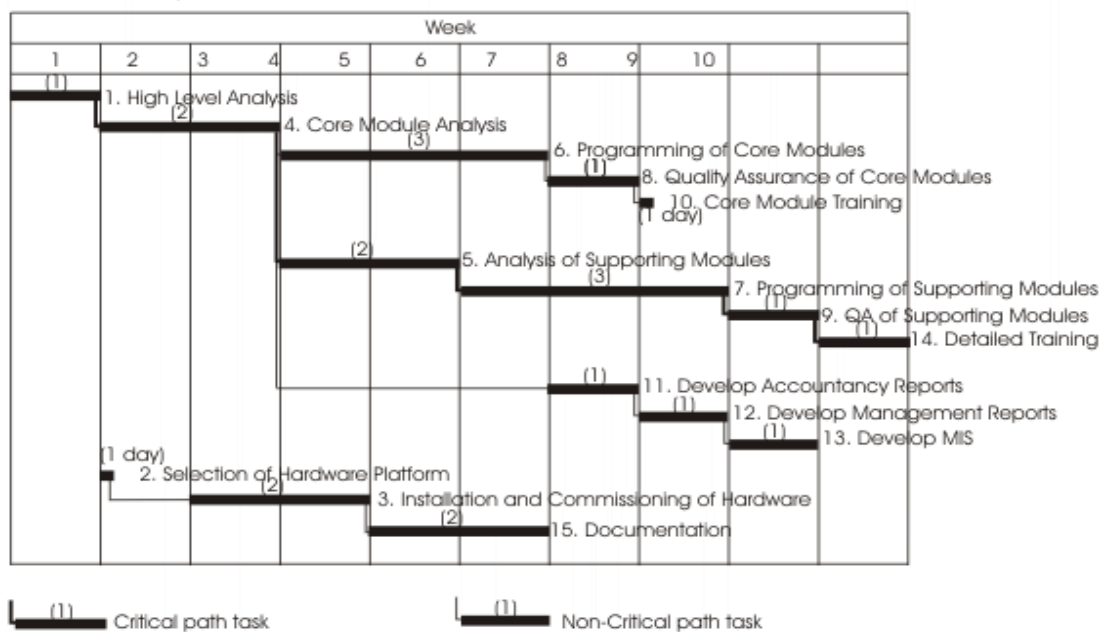 Week
1 2 3 4 5 6 7 8 9 10
(1)
1. High Level Analysis
(2)
4. Core Module Analysis
(3)
6. Programming of Core Modules
(1)
8. Quality Assurance of Core Modules
10. Core Module Training
(1 day)
(2)
5. Analysis of Supporting Modules
(3)
7. Programming of Supporting Modules
(1)
9. QA of Supporting Modules
(1)
14. Detailed Training
(1)
11. Develop Accountancy Reports
(1)
12. Develop Management Reports
(1)
13. Develop MIS
(1 day)
2. Selection of Hardware Platform
(2)
3. Installation and Commissioning of Hardware
(2)
15. Documentation
(1) Critical path task (1) Non-Critical path task